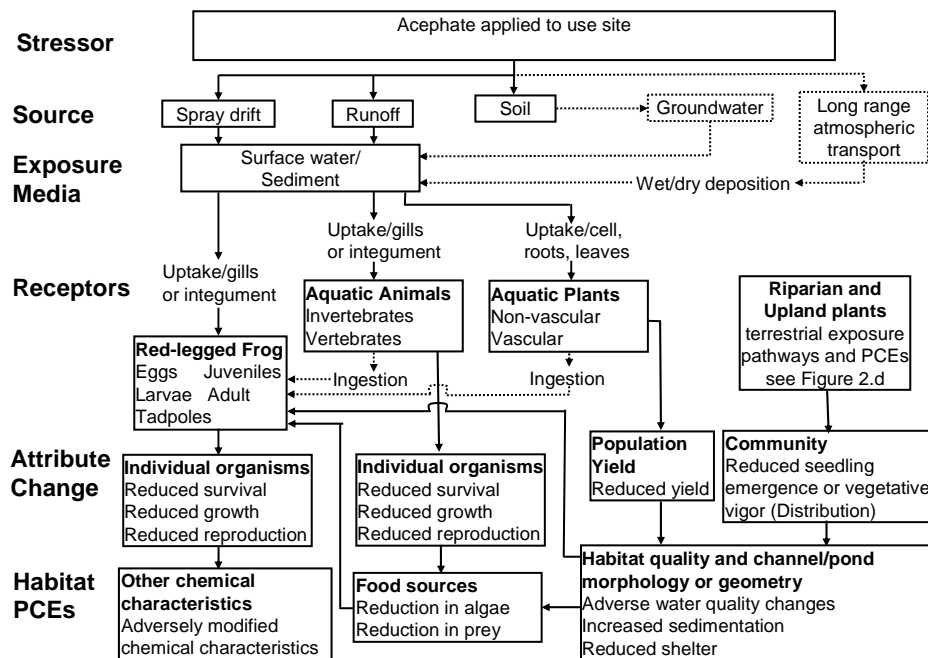 Stressor
Acephate applied to use site
Source
Spray drift
Runoff
Soil
Groundwater
Long range
atmospheric
transport
Exposure
Media
Surface water/
Sediment
Wet/dry deposition
Uptake/gills
or integument
Uptake/gills
or integument
Uptake/cell,
roots, leaves
Receptors
Red-legged Frog
Eggs Juveniles
Larvae Adult
Tadpoles
Aquatic Animals
Invertebrates
Vertebrates
Aquatic Plants
Non-vascular
Vascular
Riparian and
Upland plants
terrestrial exposure
pathways and PCEs
see Figure 2.d
Ingestion
Ingestion
Attribute
Change
Individual organisms
Reduced survival
Reduced growth
Reduced reproduction
Individual organisms
Reduced survival
Reduced growth
Reduced reproduction
Population
Yield
Reduced yield
Community
Reduced seedling
emergence or vegetative
vigor (Distribution)
Habitat
PCEs
Other chemical
characteristics
Adversely modified
chemical characteristics
Food sources
Reduction in algae
Reduction in prey
Habitat quality and channel/pond
morphology or geometry
Adverse water quality changes
Increased sedimentation
Reduced shelter